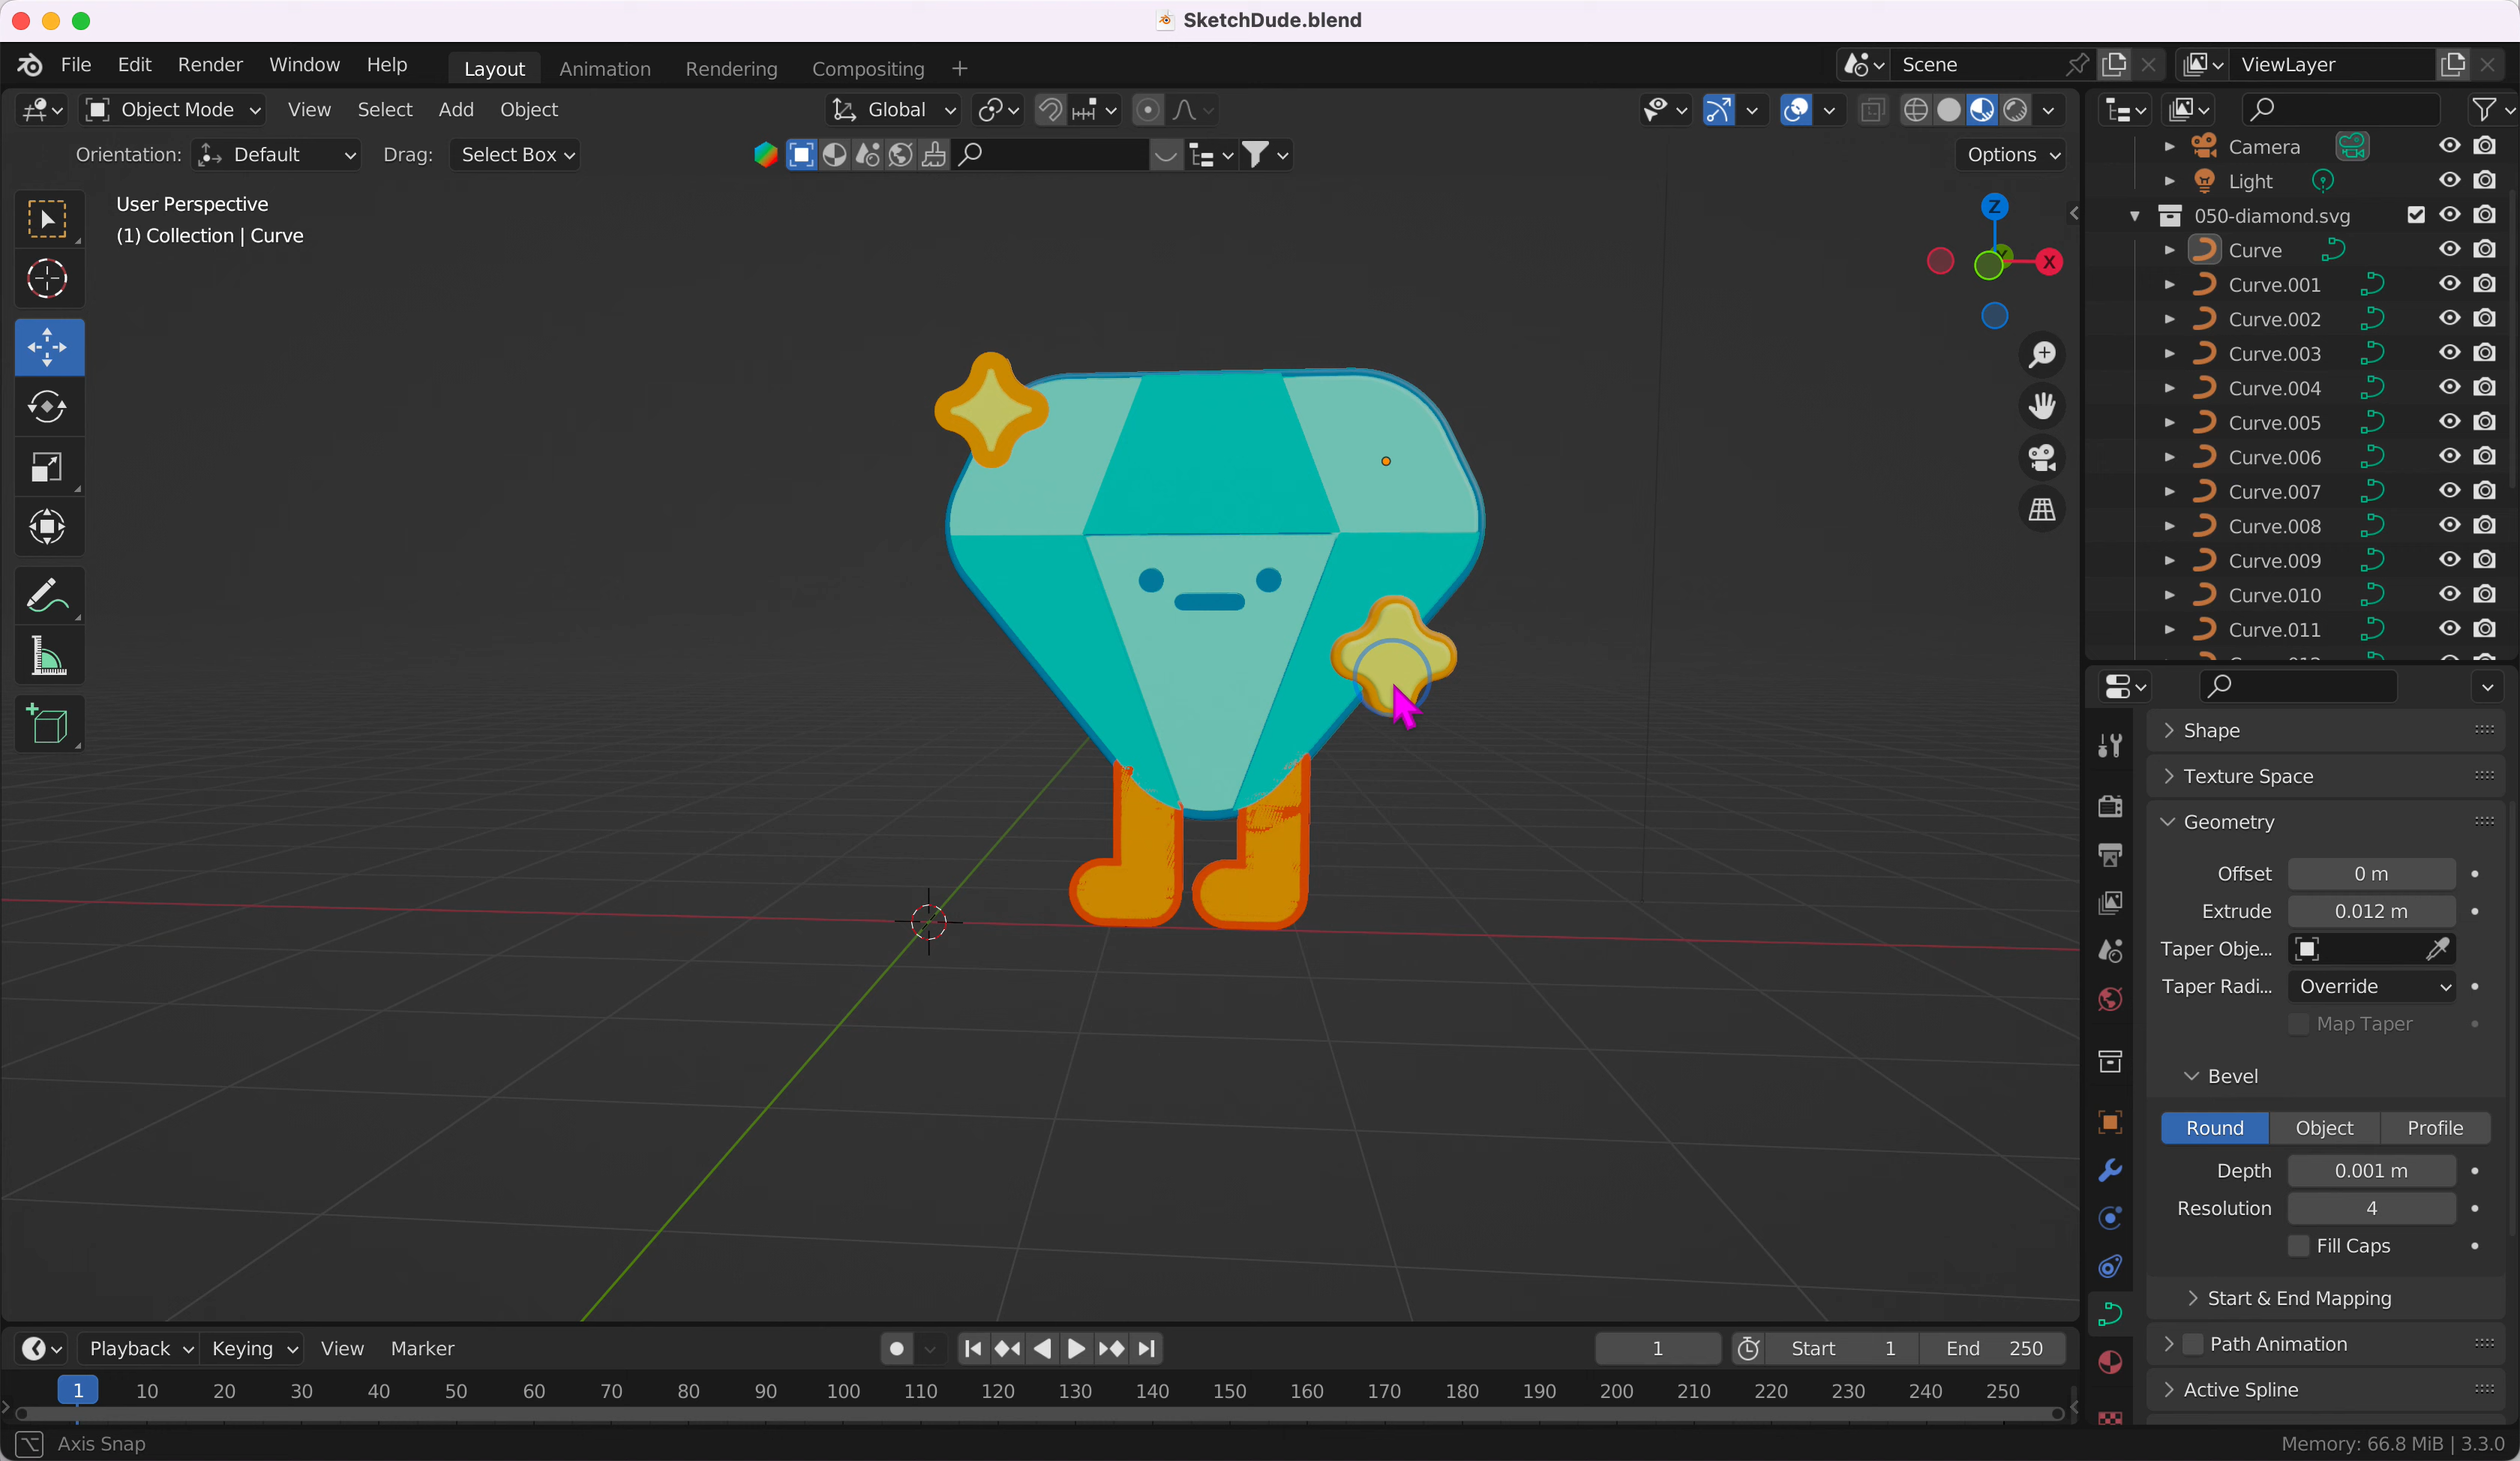 SketchDude.blend
File Edit Render Window Help Layout Animation Rendering Compositing + Scene ViewLayer
Object Mode View Select Add Object Global
Orientation: Default Drag: Select Box Options
User Perspective
(1) Collection | Curve
Z
Y
X
Camera
Light
050-diamond.svg
Curve
Curve.001
Curve.002
Curve.003
Curve.004
Curve.005
Curve.006
Curve.007
Curve.008
Curve.009
Curve.010
Curve.011
Shape
Texture Space
Geometry
Offset 0 m
Extrude 0.012 m
Taper Obje...
Taper Radi... Override
Map Taper
Bevel
Round Object Profile
Depth 0.001 m
Resolution 4
Fill Caps
Start & End Mapping
Path Animation
Active Spline
Playback Keying View Marker 1 Start 1 End 250
1 10 20 30 40 50 60 70 80 90 100 110 120 130 140 150 160 170 180 190 200 210 220 230 240 250
Axis Snap Memory: 66.8 MiB | 3.3.0